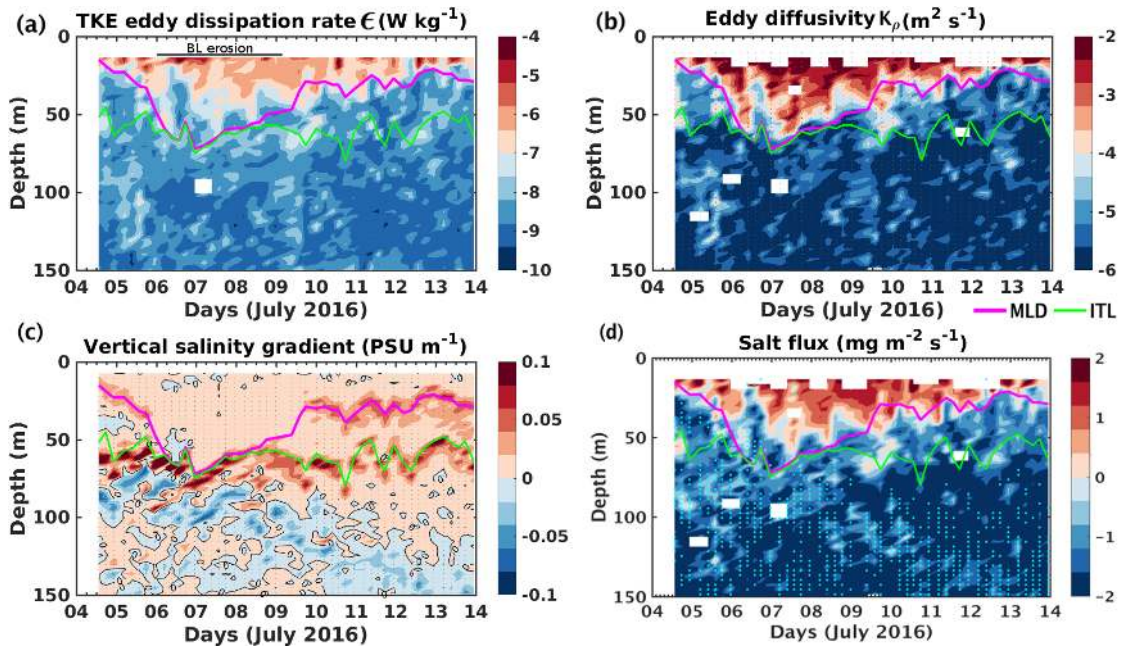 (a) TKE eddy dissipation rate ϵ (W kg⁻¹)
BL erosion
0
50
100
150
Depth (m)
04 05 06 07 08 09 10 11 12 13 14
Days (July 2016)
-4
-5
-6
-7
-8
-9
-10
(b) Eddy diffusivity Kρ(m² s⁻¹)
0
50
100
150
Depth (m)
04 05 06 07 08 09 10 11 12 13 14
Days (July 2016)
-2
-3
-4
-5
-6
MLD ITL
(c) Vertical salinity gradient (PSU m⁻¹)
0
50
100
150
Depth (m)
04 05 06 07 08 09 10 11 12 13 14
Days (July 2016)
0.1
0.05
0
-0.05
-0.1
(d) Salt flux (mg m⁻² s⁻¹)
0
50
100
150
Depth (m)
04 05 06 07 08 09 10 11 12 13 14
Days (July 2016)
2
1
0
-1
-2